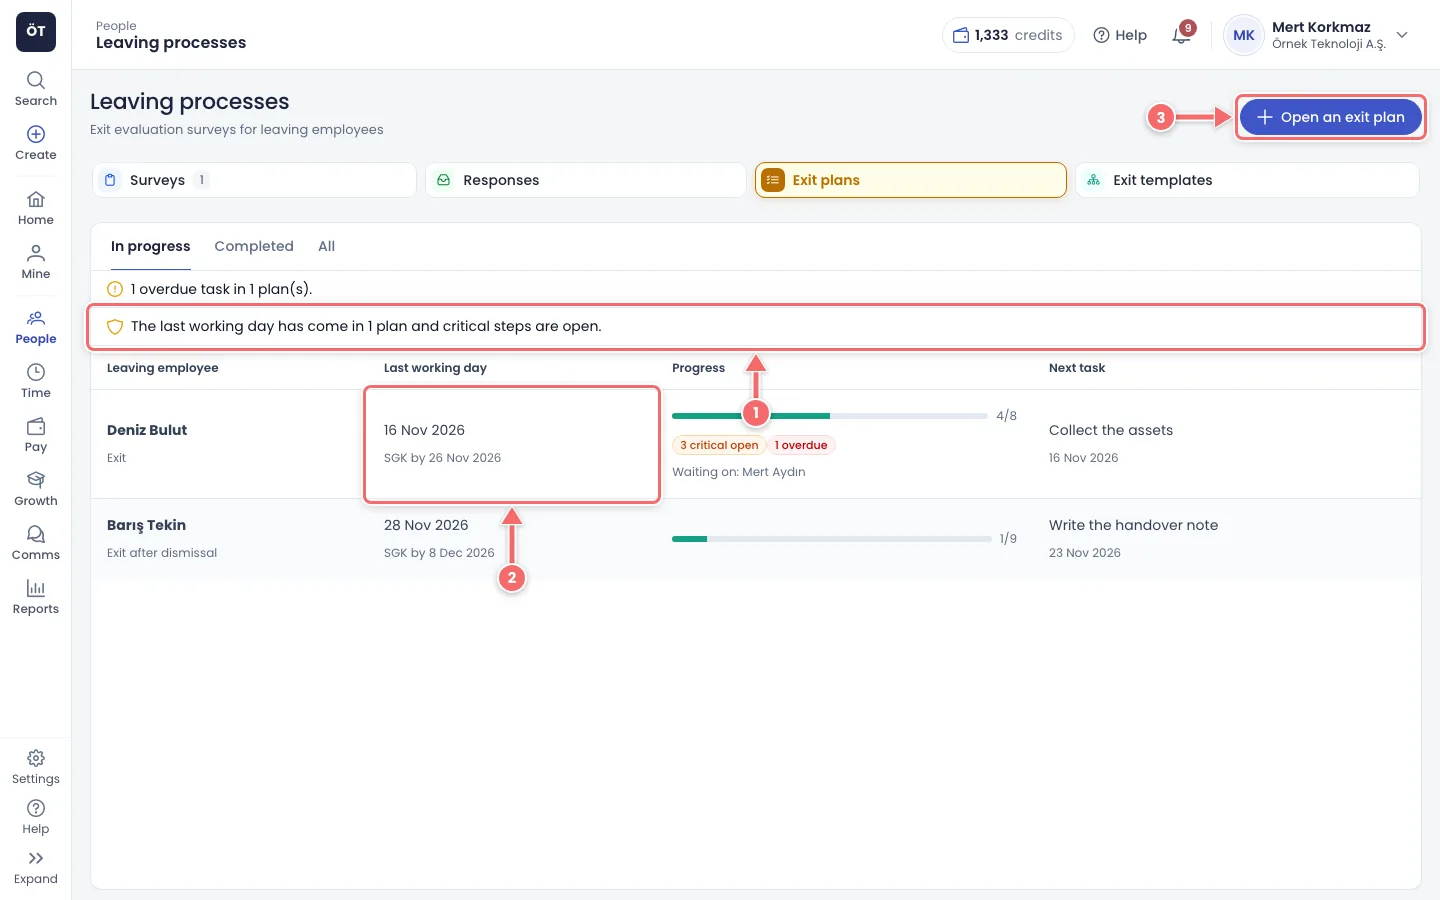 ÖT
Search
Create
Home
Mine
People
Time
Pay
Growth
Comms
Reports
Settings
Help
Expand
People
Leaving processes
1,333 credits
Help
9
MK
Mert Korkmaz
Örnek Teknoloji A.Ş.
Leaving processes
Exit evaluation surveys for leaving employees
3
Open an exit plan
Surveys 1
Responses
Exit plans
Exit templates
In progress
Completed
All
1 overdue task in 1 plan(s).
The last working day has come in 1 plan and critical steps are open.
Leaving employee
Last working day
Progress
Next task
1
Deniz Bulut
Exit
16 Nov 2026
SGK by 26 Nov 2026
4/8
3 critical open
1 overdue
Waiting on: Mert Aydın
Collect the assets
16 Nov 2026
Barış Tekin
Exit after dismissal
28 Nov 2026
SGK by 8 Dec 2026
1/9
Write the handover note
23 Nov 2026
2